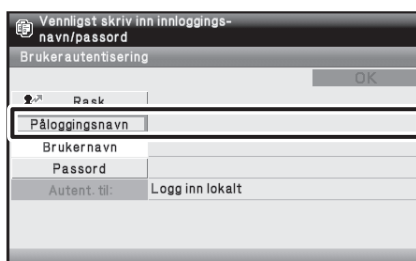 Vennligst skriv inn innloggings-
navn/passord
Brukerautentisering
OK
Rask
Påloggingsnavn
Brukernavn
Passord
Autent. til: Logg inn lokalt